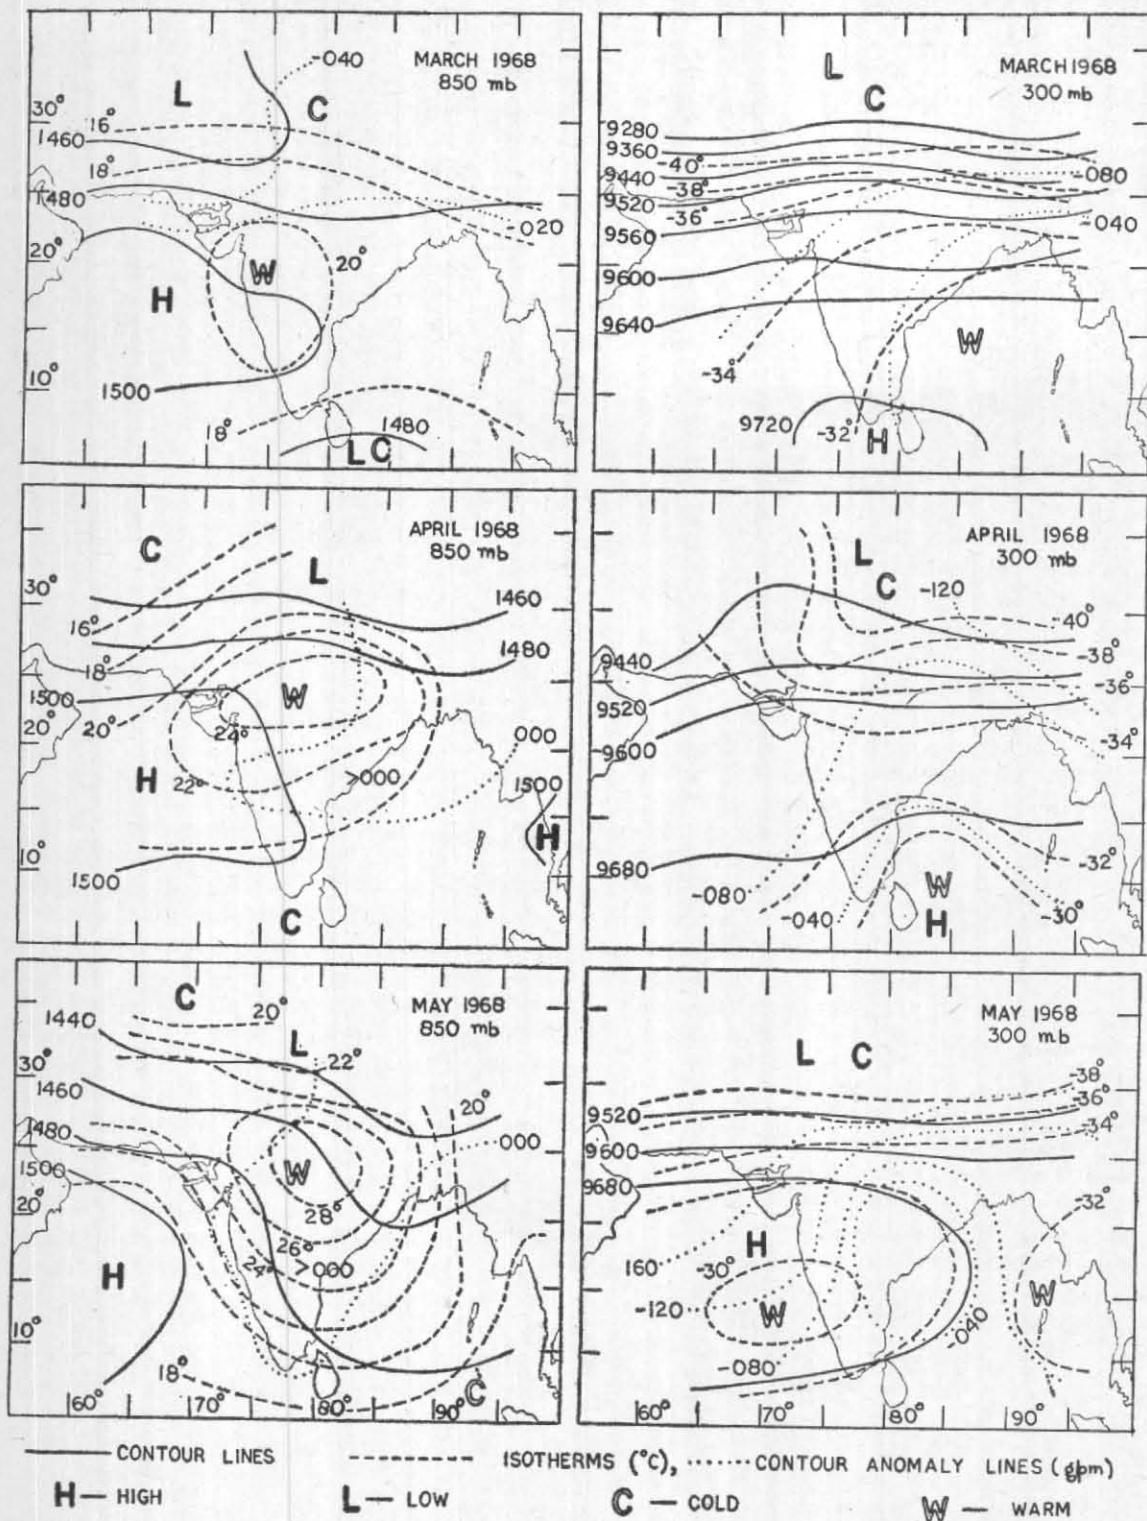 MARCH 1968
850 mb
-040
L
C
30°
1460
16°
18°
1480
-020
20°
W
20°
H
10°
1500
18°
1480
L C
MARCH 1968
300 mb
L
C
9280
9360
-40°
9440
-38°
-080
9520
-36°
-040
9560
9600
9640
W
-34°
9720
-32°
H
APRIL 1968
850 mb
C
L
30°
1460
16°
1480
18°
1500
W
20°
20°
24°
000
H
22°
>000
1500
H
10°
1500
C
APRIL 1968
300 mb
L
C
-120
-40°
9440
-38°
-36°
9520
-34°
9600
9680
-32°
W
-080
-040
-30°
H
MAY 1968
850 mb
C
20°
1440
L
22°
30°
1460
20°
1480
000
1500
W
20°
28°
26°
24°
>000
H
10°
18°
C
60°
70°
80°
90°
MAY 1968
300 mb
L C
-38°
-36°
9520
-34°
9600
9680
-32°
H
160
-30°
W
-120
W
-040
-080
60°
70°
80°
90°
CONTOUR LINES
ISOTHERMS (°C),
CONTOUR ANOMALY LINES (gpm)
H — HIGH
L — LOW
C — COLD
W — WARM